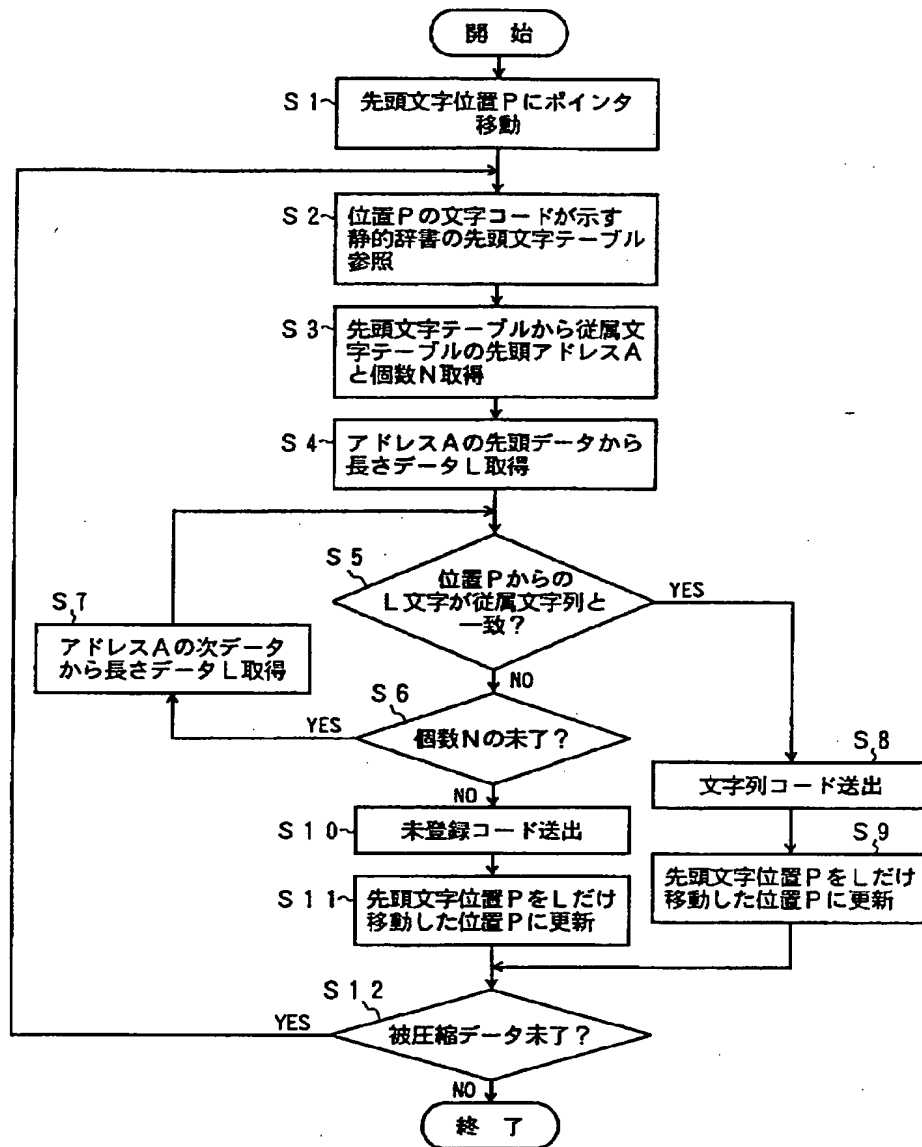 開 始
S1
先頭文字位置Pにポインタ
移動
S2
位置Pの文字コードが示す
静的辞書の先頭文字テーブル
参照
S3
先頭文字テーブルから従属文
字テーブルの先頭アドレスA
と個数N取得
S4
アドレスAの先頭データから
長さデータL取得
S5
位置Pからの
L文字が従属文字列と
一致?
YES
NO
S7
アドレスAの次データ
から長さデータL取得
S6
個数Nの未了?
YES
NO
S8
文字列コード送出
S9
先頭文字位置PをLだけ
移動した位置Pに更新
S10
未登録コード送出
S11
先頭文字位置PをLだけ
移動した位置Pに更新
S12
被圧縮データ未了?
YES
NO
終 了